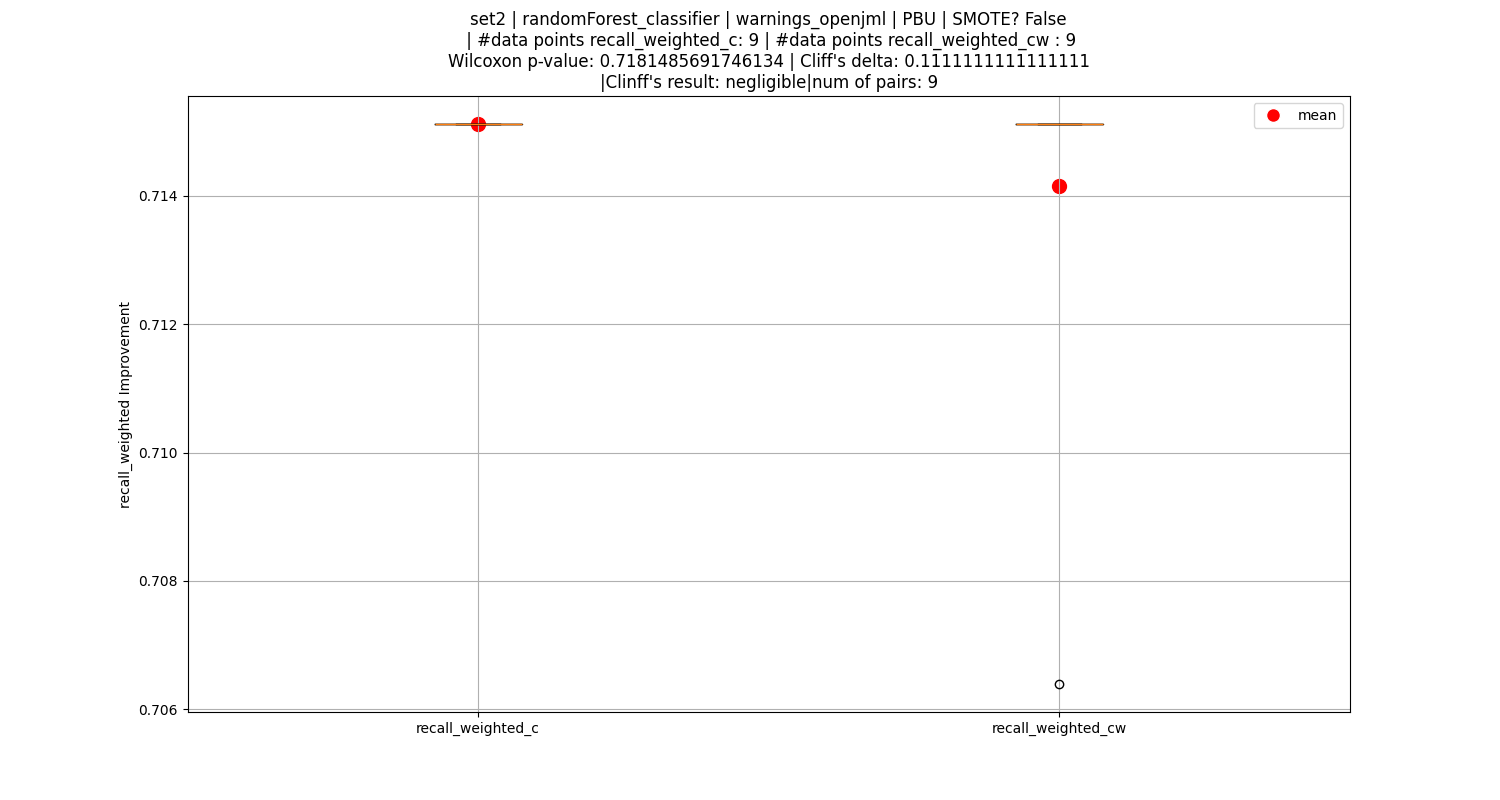 set2 | randomForest_classifier | warnings_openjml | PBU | SMOTE? False
| #data points recall_weighted_c: 9 | #data points recall_weighted_cw : 9
Wilcoxon p-value: 0.7181485691746134 | Cliff's delta: 0.1111111111111111
|Clinff's result: negligible|num of pairs: 9
mean
0.714
0.712
0.710
0.708
0.706
recall_weighted Improvement
recall_weighted_c
recall_weighted_cw